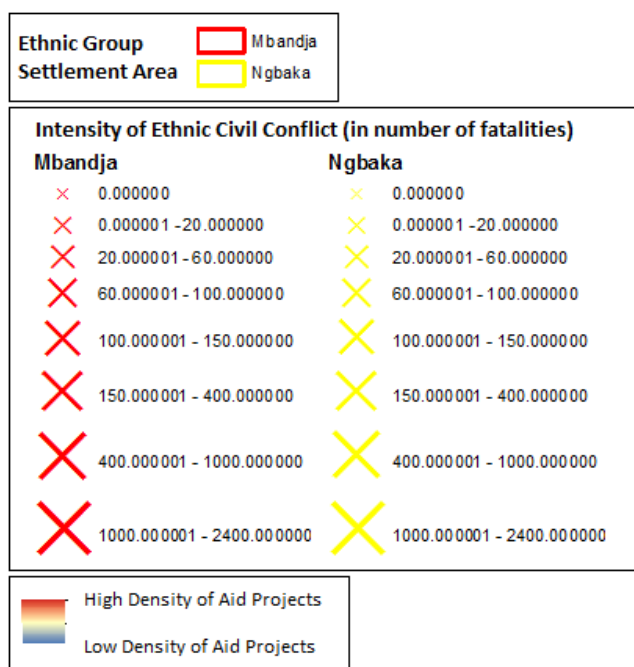 Ethnic Group
Settlement Area
Mbandja
Ngbaka
Intensity of Ethnic Civil Conflict (in number of fatalities)
Mbandja Ngbaka
0.000000 0.000000
0.000001 -20.000000 0.000001 -20.000000
20.000001 - 60.000000 20.000001 - 60.000000
60.000001 - 100.000000 60.000001 - 100.000000
100.000001 - 150.000000 100.000001 - 150.000000
150.000001 - 400.000000 150.000001 - 400.000000
400.000001 - 1000.000000 400.000001 - 1000.000000
1000.000001 - 2400.000000 1000.000001 - 2400.000000
High Density of Aid Projects
Low Density of Aid Projects